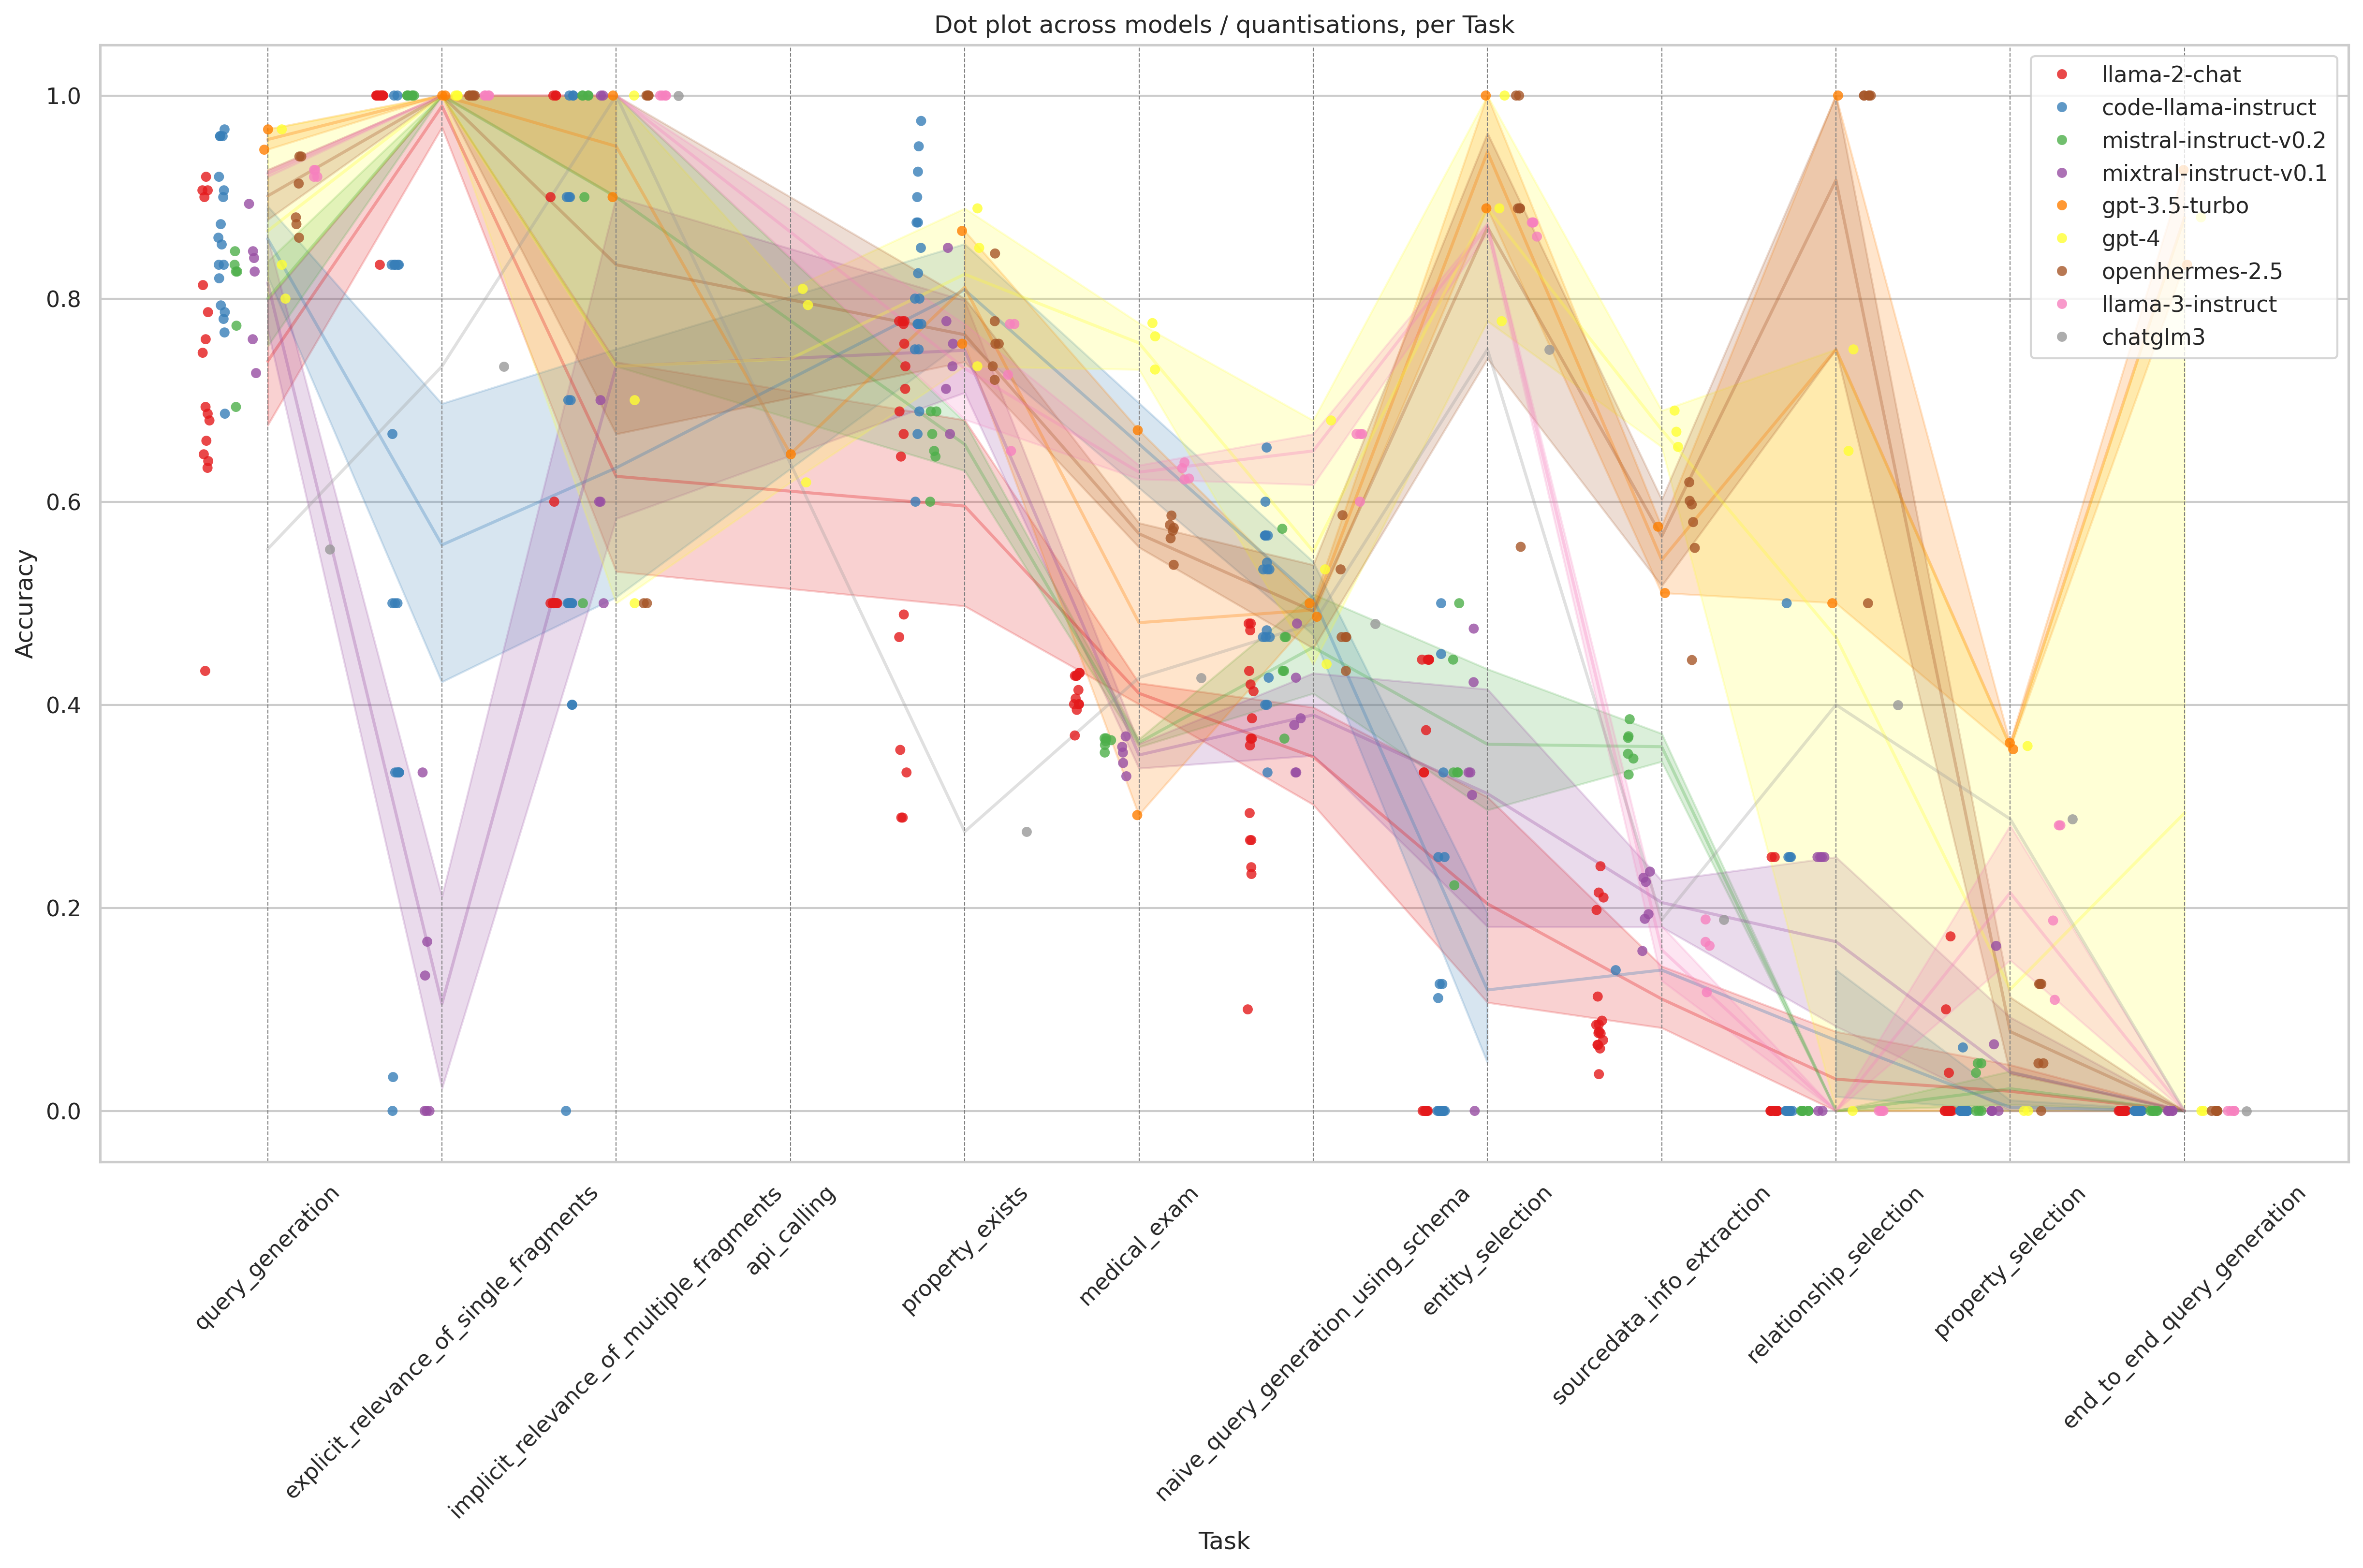 Dot plot across models / quantisations, per Task
Accuracy
1.0
0.8
0.6
0.4
0.2
0.0
llama-2-chat
code-llama-instruct
mistral-instruct-v0.2
mixtral-instruct-v0.1
gpt-3.5-turbo
gpt-4
openhermes-2.5
llama-3-instruct
chatglm3
query_generation
explicit_relevance_of_single_fragments
implicit_relevance_of_multiple_fragments
api_calling
property_exists
medical_exam
naive_query_generation_using_schema
entity_selection
sourcedata_info_extraction
relationship_selection
property_selection
end_to_end_query_generation
Task